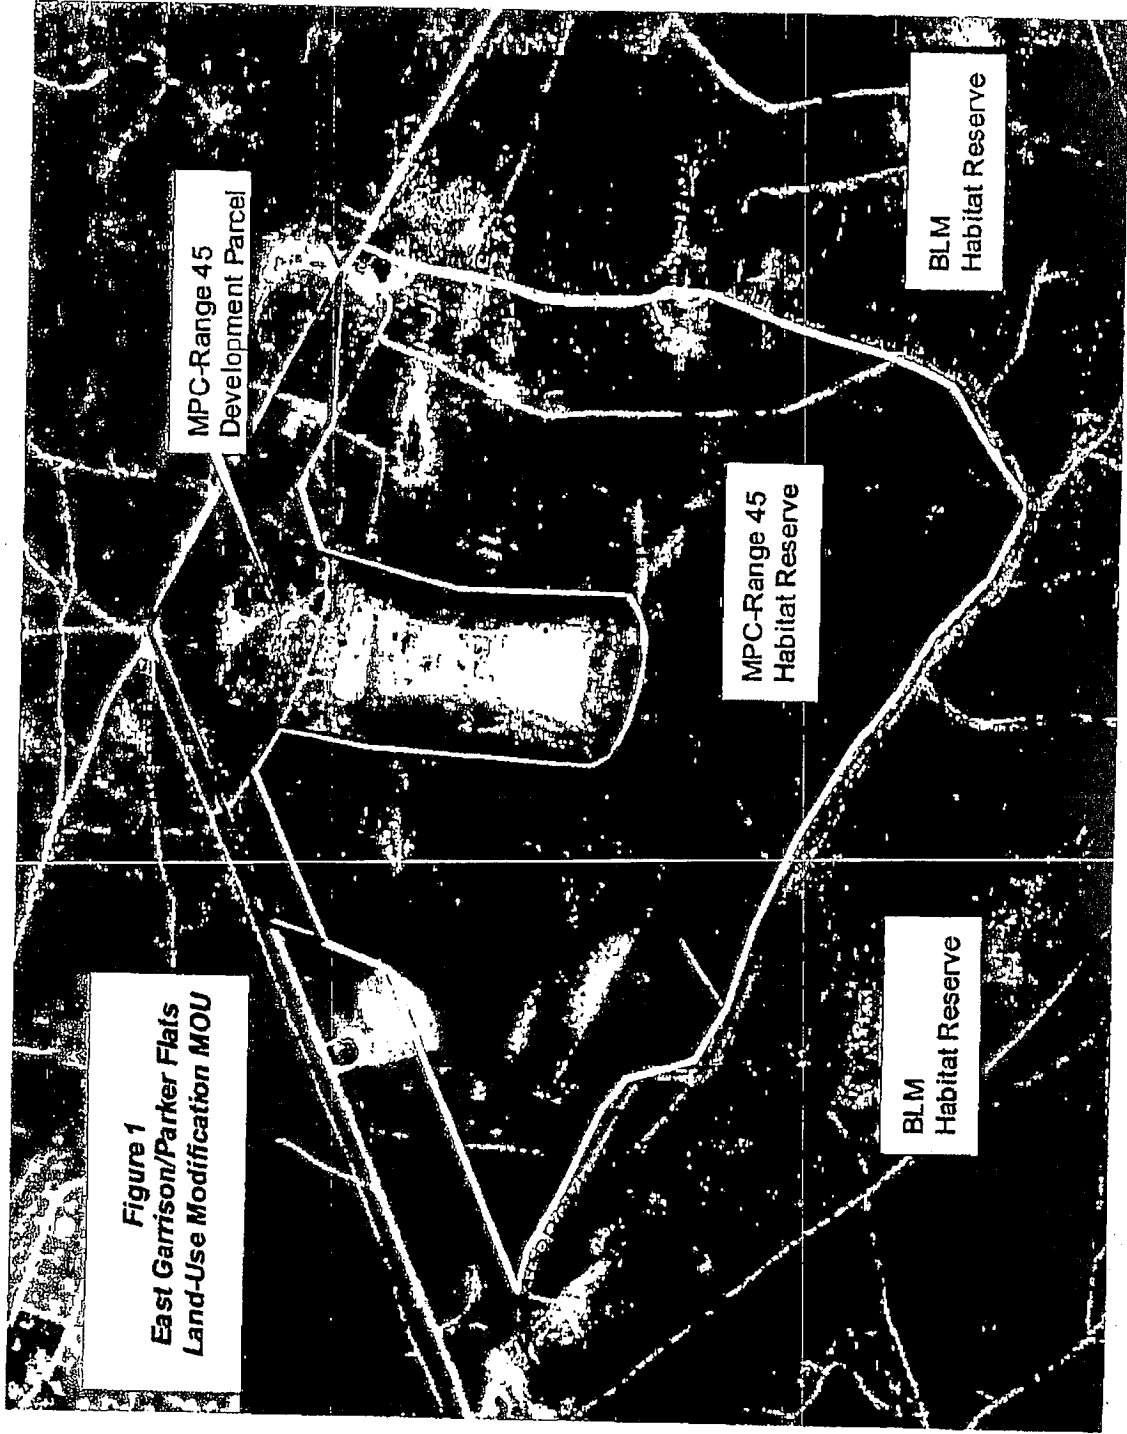 Figure 1
East Garrison/Parker Flats
Land-Use Modification MOU
MPC-Range 45
Development Parcel
MPC-Range 45
Habitat Reserve
BLM
Habitat Reserve
BLM
Habitat Reserve